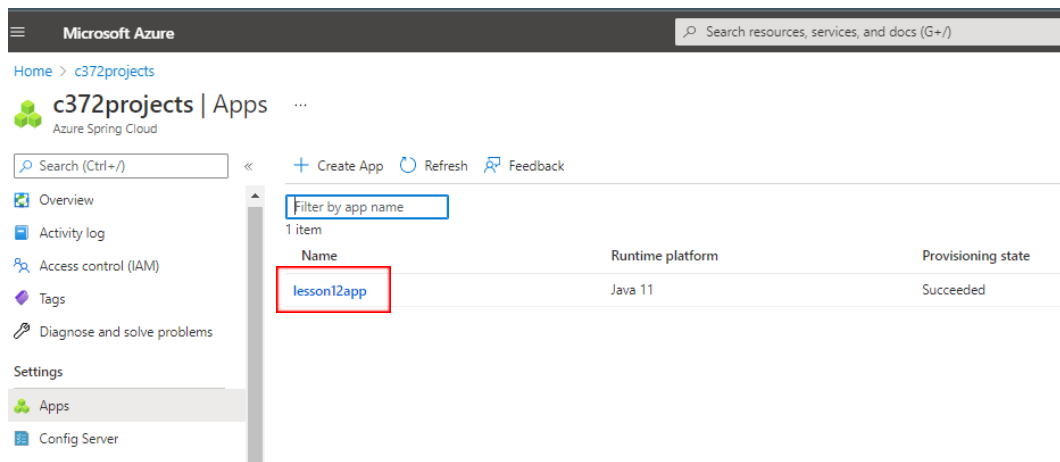 Microsoft Azure
Search resources, services, and docs (G+/)
Home > c372projects
c372projects | Apps ...
Azure Spring Cloud
Search (Ctrl+/)
«
+ Create App Refresh Feedback
Overview
Activity log
Access control (IAM)
Tags
Diagnose and solve problems
Settings
Apps
Config Server
Filter by app name
1 item
Name Runtime platform Provisioning state
lesson12app Java 11 Succeeded